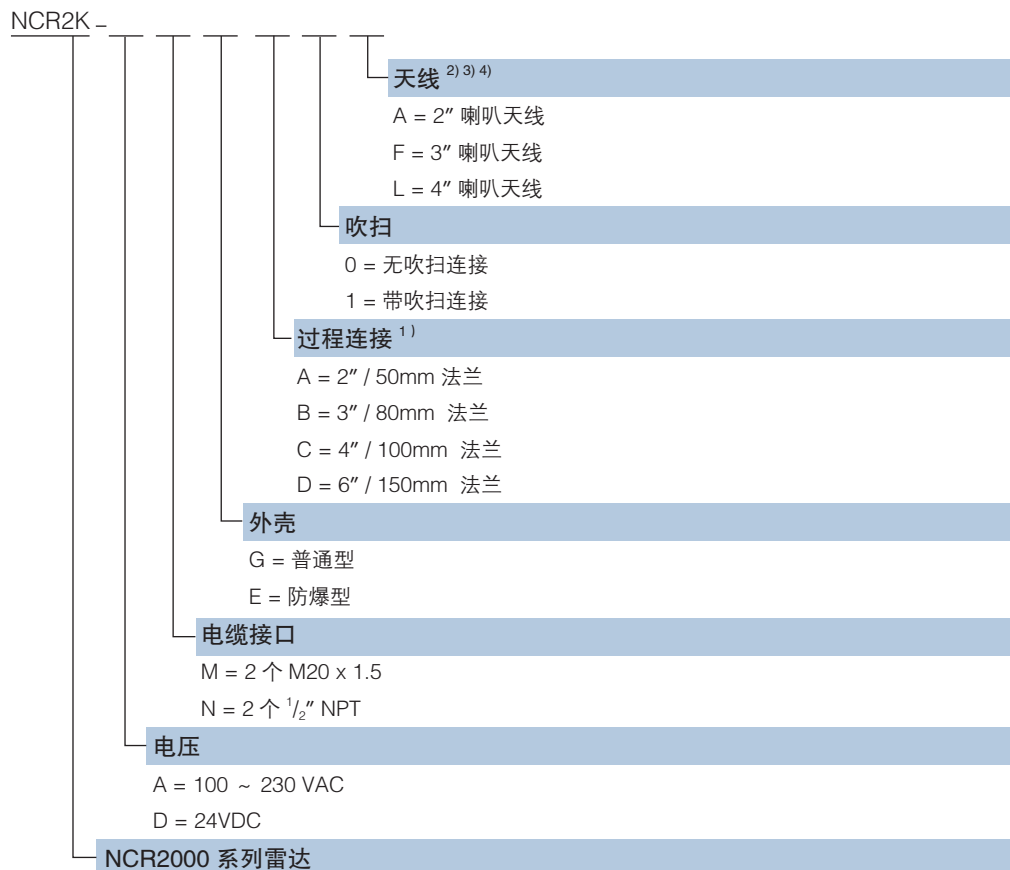 NCR2K –
天线 2) 3) 4)
A = 2″ 喇叭天线
F = 3″ 喇叭天线
L = 4″ 喇叭天线
吹扫
0 = 无吹扫连接
1 = 带吹扫连接
过程连接 1)
A = 2″ / 50mm 法兰
B = 3″ / 80mm 法兰
C = 4″ / 100mm 法兰
D = 6″ / 150mm 法兰
外壳
G = 普通型
E = 防爆型
电缆接口
M = 2 个 M20 x 1.5
N = 2 个 1/2″ NPT
电压
A = 100 ~ 230 VAC
D = 24VDC
NCR2000 系列雷达